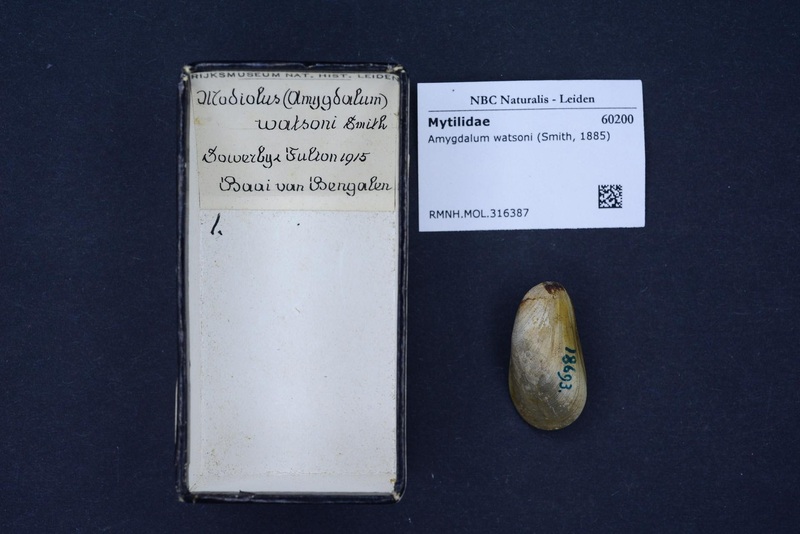 RIJKSMUSEUM NAT. HIST. LEIDEN
Modiolus (Amygdalum)
watsoni Smith
Sowerby & Fulton 1915
Baai van Bengalen
1.
NBC Naturalis - Leiden
Mytilidae 60200
Amygdalum watsoni (Smith, 1885)
RMNH.MOL.316387
18693.